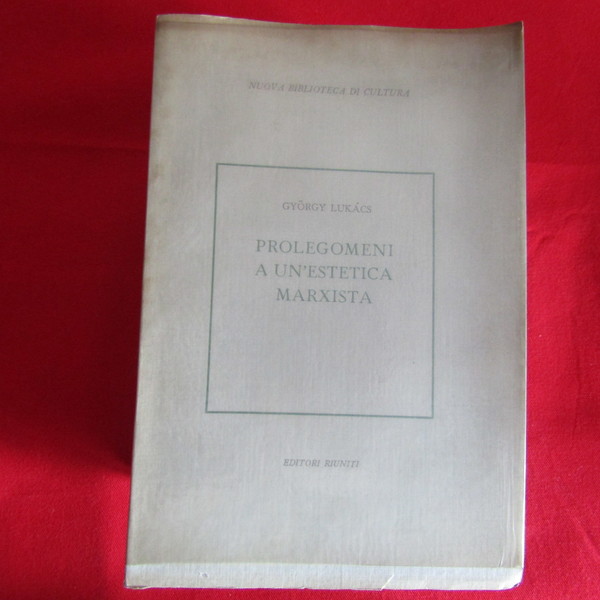 NUOVA BIBLIOTECA DI CULTURA
GYÖRGY LUKÁCS
PROLEGOMENI
A UN'ESTETICA
MARXISTA
EDITORI RIUNITI